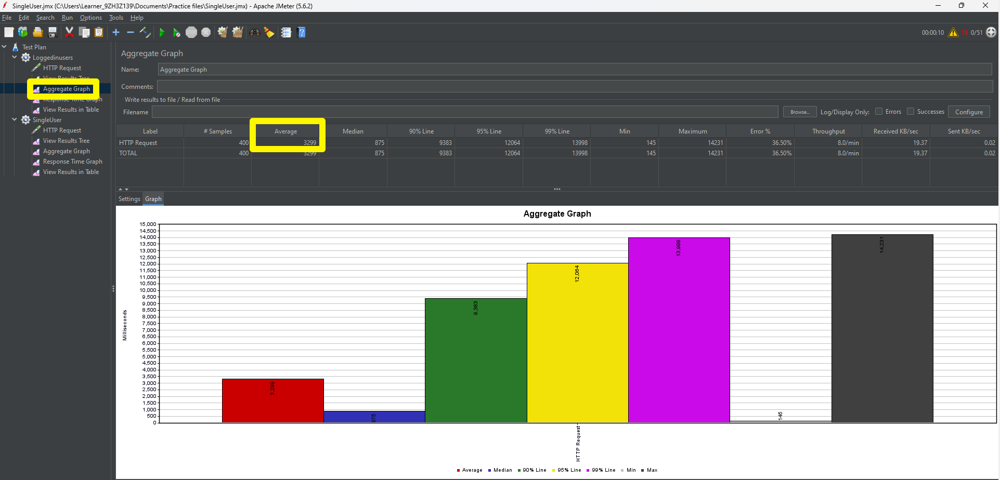 SingleUser.jmx (C:\Users\Learner_9ZH3Z139\Documents\Practice files\SingleUser.jmx) - Apache JMeter (5.6.2)
File Edit Search Run Options Tools Help
STOP
00:00:10 18 0/51
Test Plan
Loggedinusers
HTTP Request
View Results Tree
Aggregate Graph
Response Time Graph
View Results in Table
SingleUser
HTTP Request
View Results Tree
Aggregate Graph
Response Time Graph
View Results in Table
Aggregate Graph
Name: Aggregate Graph
Comments:
Write results to file / Read from file
Filename Browse... Log/Display Only: Errors Successes Configure
Label # Samples Average Median 90% Line 95% Line 99% Line Min Maximum Error % Throughput Received KB/sec Sent KB/sec
HTTP Request 400 3299 875 9383 12064 13998 145 14231 36.50% 8.0/min 19.37 0.02
TOTAL 400 3299 875 9383 12064 13998 145 14231 36.50% 8.0/min 19.37 0.02
Settings Graph
Aggregate Graph
15,000
14,500
14,000
13,500
13,000
12,500
12,000
11,500
11,000
10,500
10,000
9,500
9,000
8,500
8,000
7,500
7,000
6,500
6,000
5,500
5,000
4,500
4,000
3,500
3,000
2,500
2,000
1,500
1,000
500
0
Milliseconds
3,299
875
9,383
12,064
13,998
145
14,231
HTTP Request
Average Median 90% Line 95% Line 99% Line Min Max